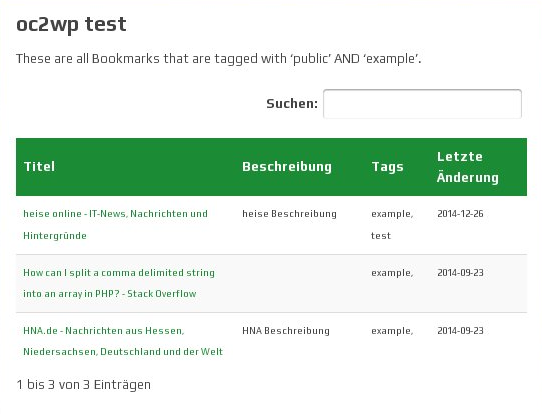 oc2wp test
These are all Bookmarks that are tagged with ‘public’ AND ‘example’.
Suchen:
Titel Beschreibung Tags Letzte Änderung
heise online - IT-News, Nachrichten und Hintergründe heise Beschreibung example, test 2014-12-26
How can I split a comma delimited string into an array in PHP? - Stack Overflow example, 2014-09-23
HNA.de - Nachrichten aus Hessen, Niedersachsen, Deutschland und der Welt HNA Beschreibung example, 2014-09-23
1 bis 3 von 3 Einträgen